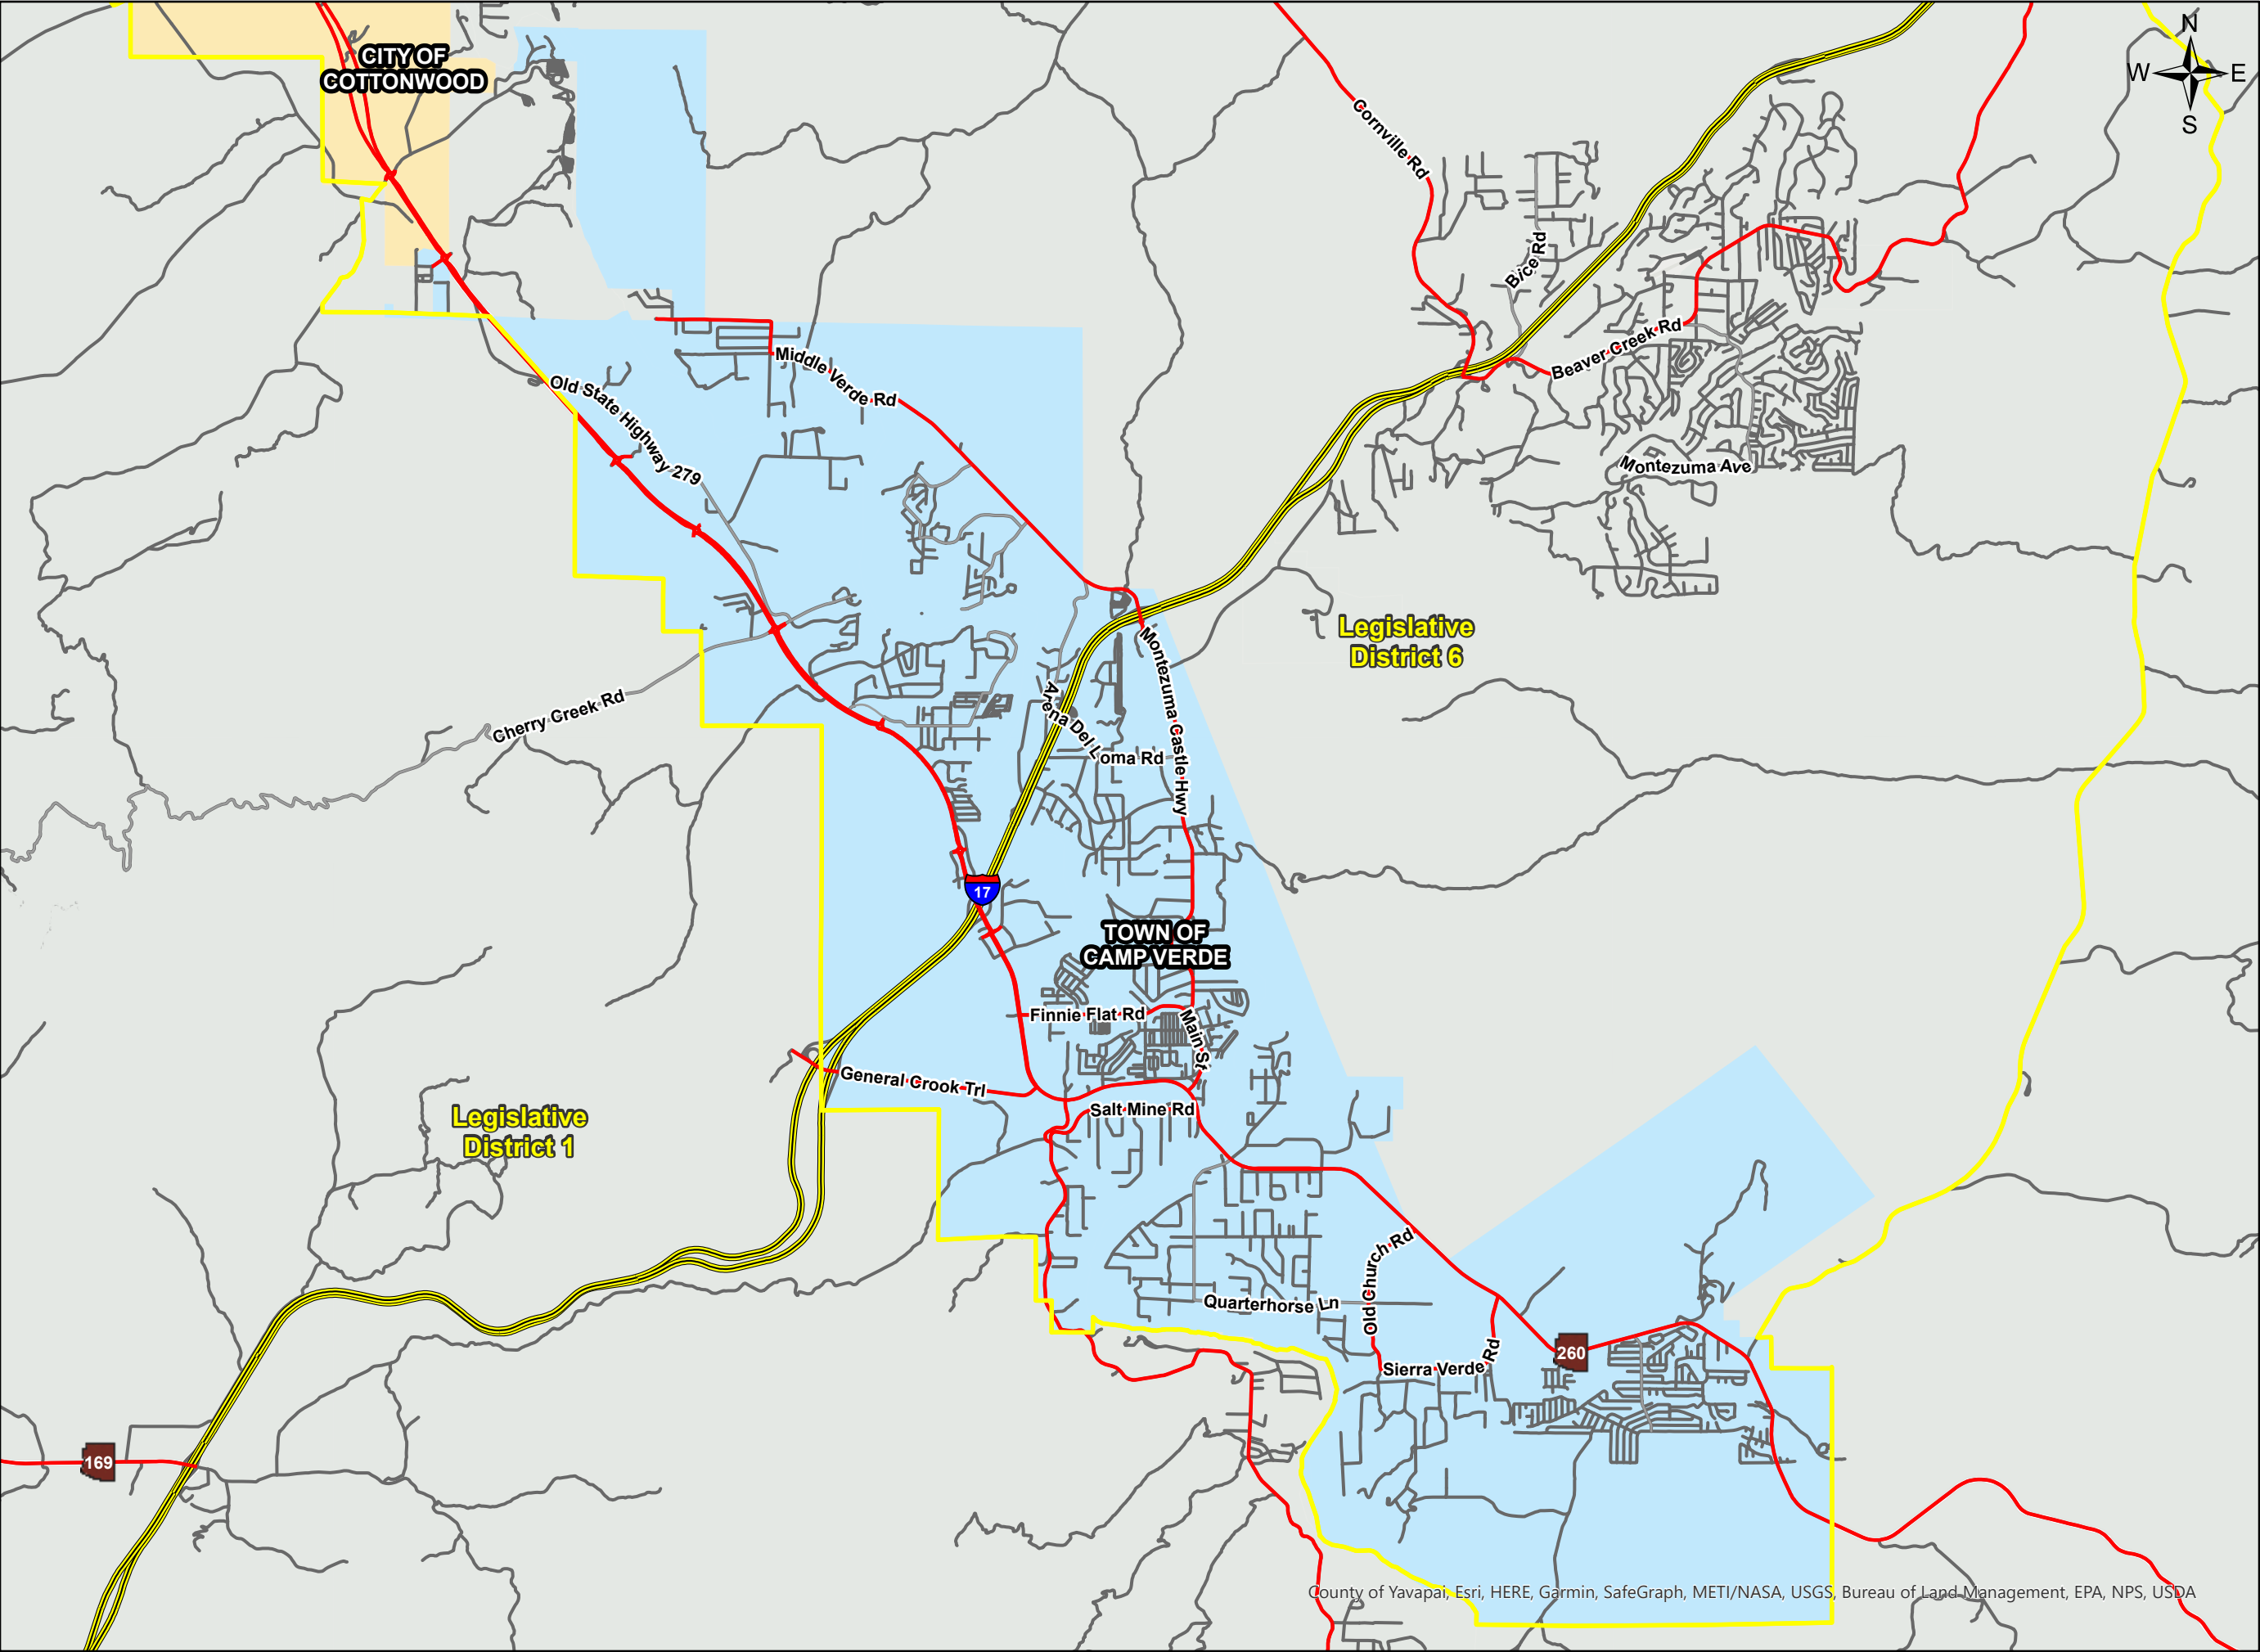 N
W E
S
CITY OF
COTTONWOOD
Cornville Rd
Bice Rd
Beaver Creek Rd
Middle Verde Rd
Old State Highway 279
Montezuma Ave
Legislative
District 6
Montezuma Castle Hwy
Arena Del Loma Rd
Cherry Creek Rd
17
TOWN OF
CAMP VERDE
Finnie Flat Rd
Main St
General Crook Trl
Salt Mine Rd
Legislative
District 1
Old Church Rd
Quarterhorse Ln
260
Sierra Verde Rd
169
County of Yavapai, Esri, HERE, Garmin, SafeGraph, METI/NASA, USGS, Bureau of Land Management, EPA, NPS, USDA